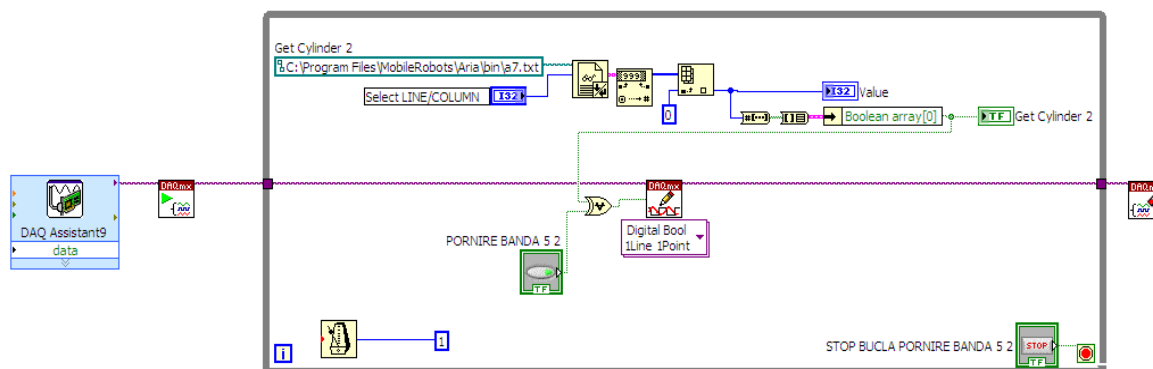 Get Cylinder 2
C:\Program Files\MobileRobots\Aria\bin\a7.txt
Select LINE/COLUMN
I32
999
0
I32
Value
#[...]
Boolean array[0]
TF
Get Cylinder 2
DAQmx
DAQmx
DAQmx
DAQ Assistant9
data
Digital Bool
1Line 1Point
PORNIRE BANDA 5 2
TF
1
i
STOP BUCLA PORNIRE BANDA 5 2
STOP
TF